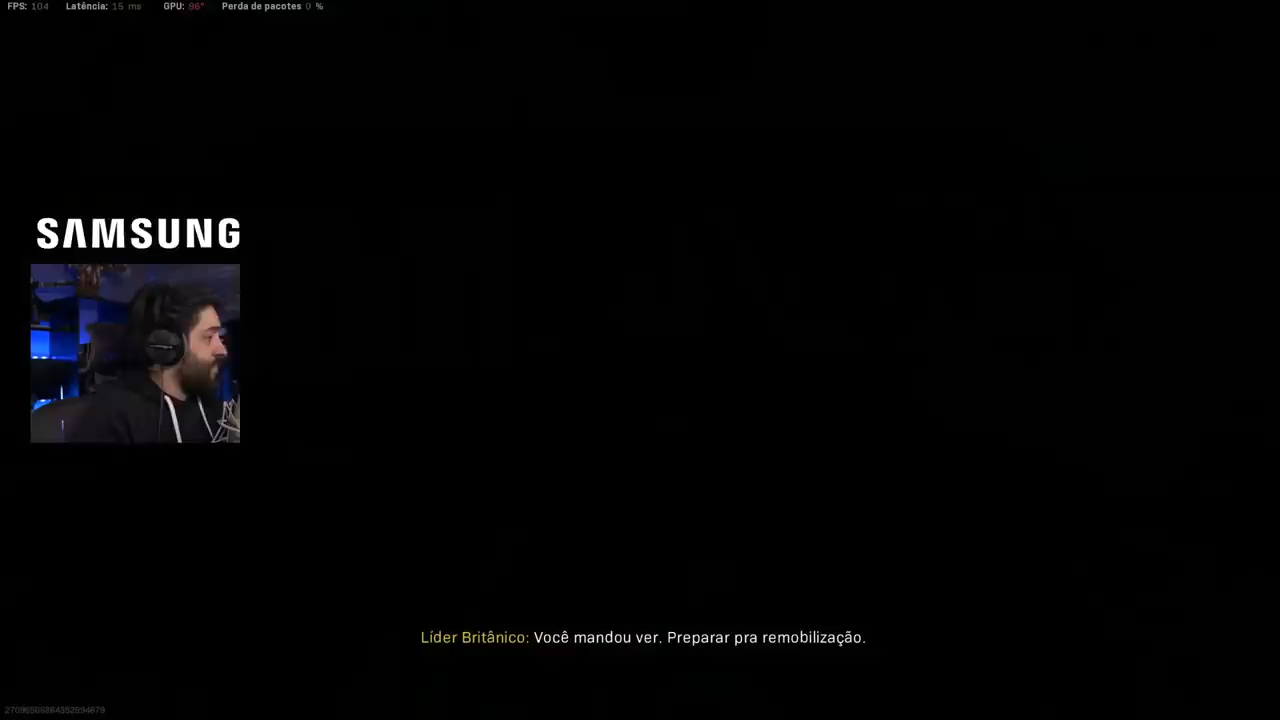 FPS: 104 Latência: 15 ms GPU: 86° Perda de pacotes 0 %
SAMSUNG
Líder Britânico: Você mandou ver. Preparar pra remobilização.